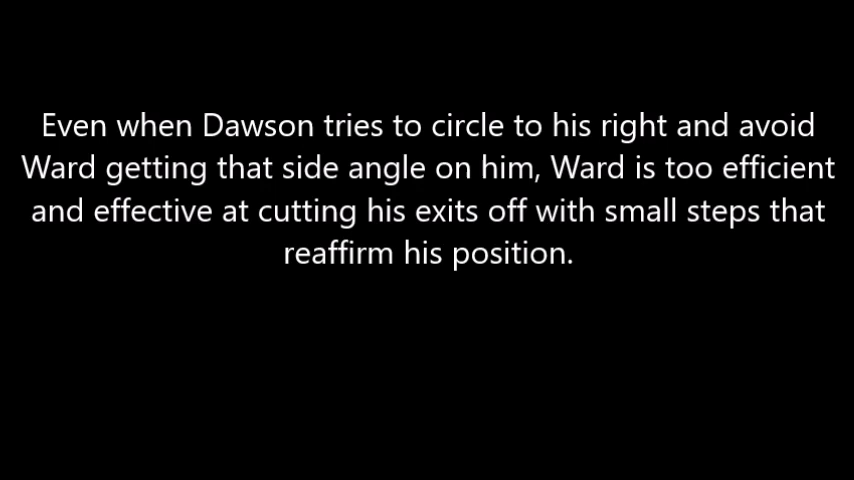 Even when Dawson tries to circle to his right and avoid
Ward getting that side angle on him, Ward is too efficient
and effective at cutting his exits off with small steps that
reaffirm his position.